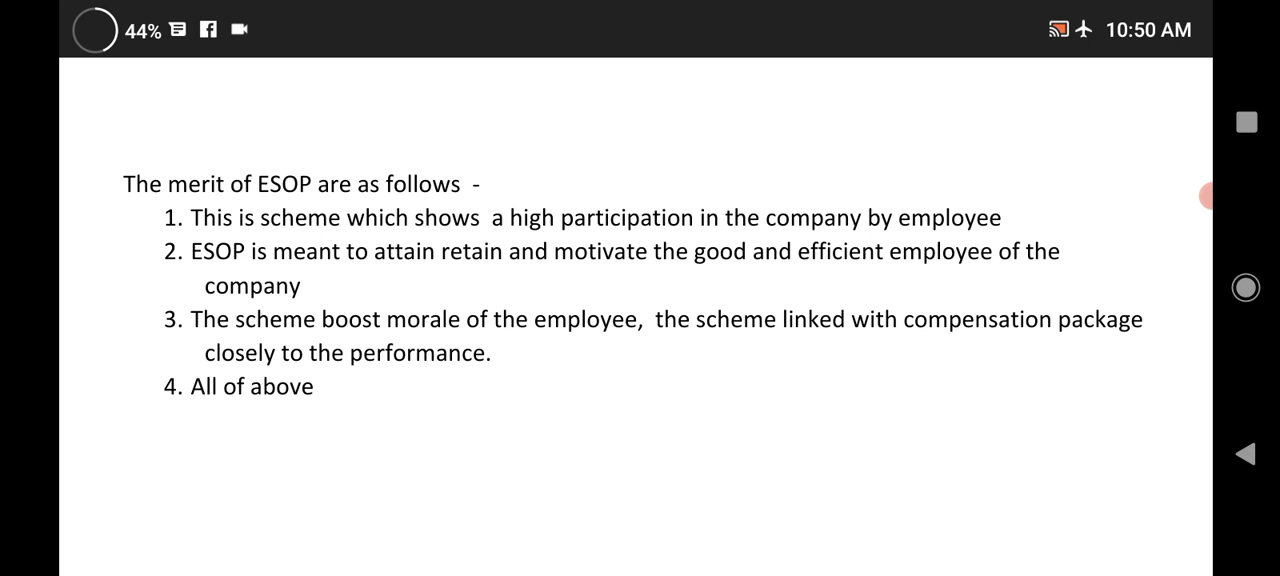 44%
10:50 AM
The merit of ESOP are as follows -
1. This is scheme which shows a high participation in the company by employee
2. ESOP is meant to attain retain and motivate the good and efficient employee of the
company
3. The scheme boost morale of the employee, the scheme linked with compensation package
closely to the performance.
4. All of above